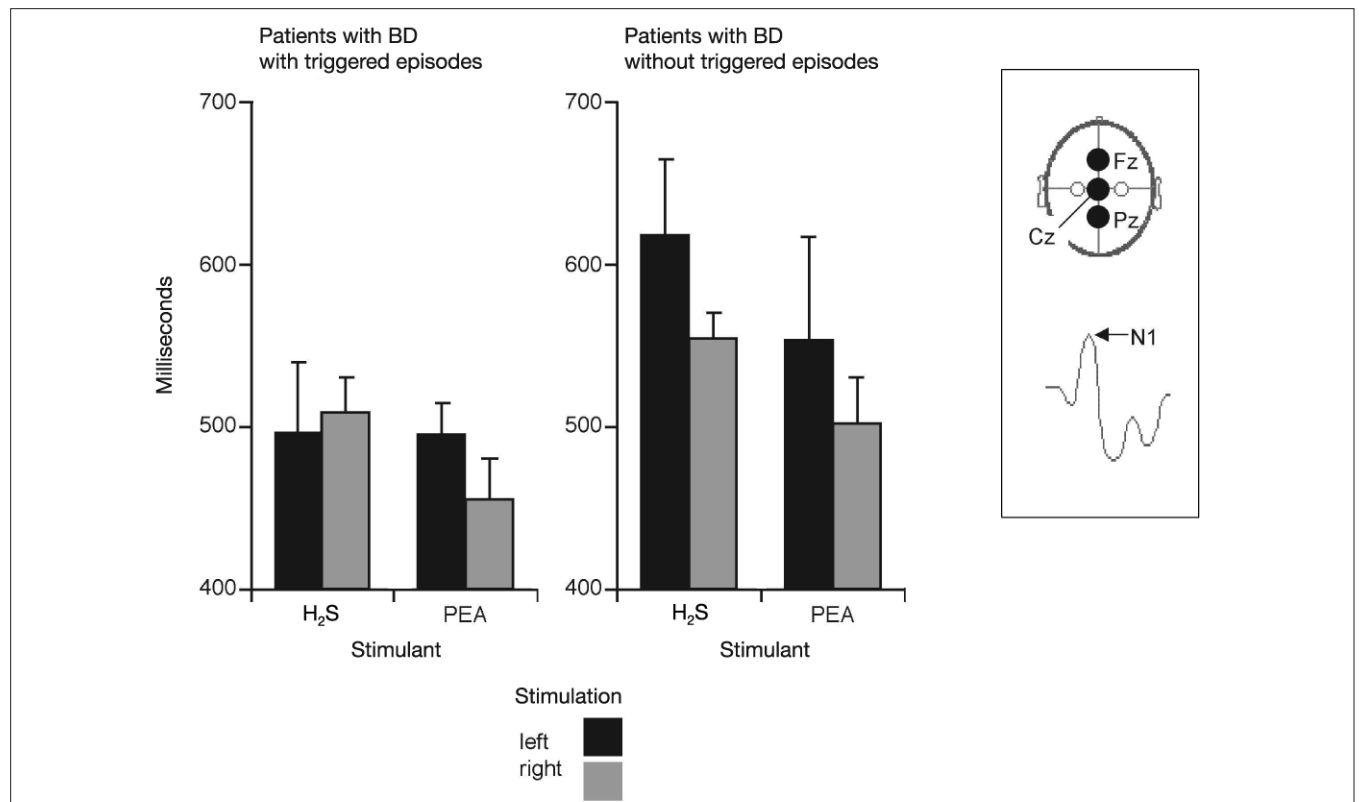 Patients with BD
with triggered episodes
Patients with BD
without triggered episodes
700
600
500
400
Milliseconds
H₂S
PEA
Stimulant
700
600
500
400
H₂S
PEA
Stimulant
Stimulation
left
right
Fz
Pz
Cz
N1